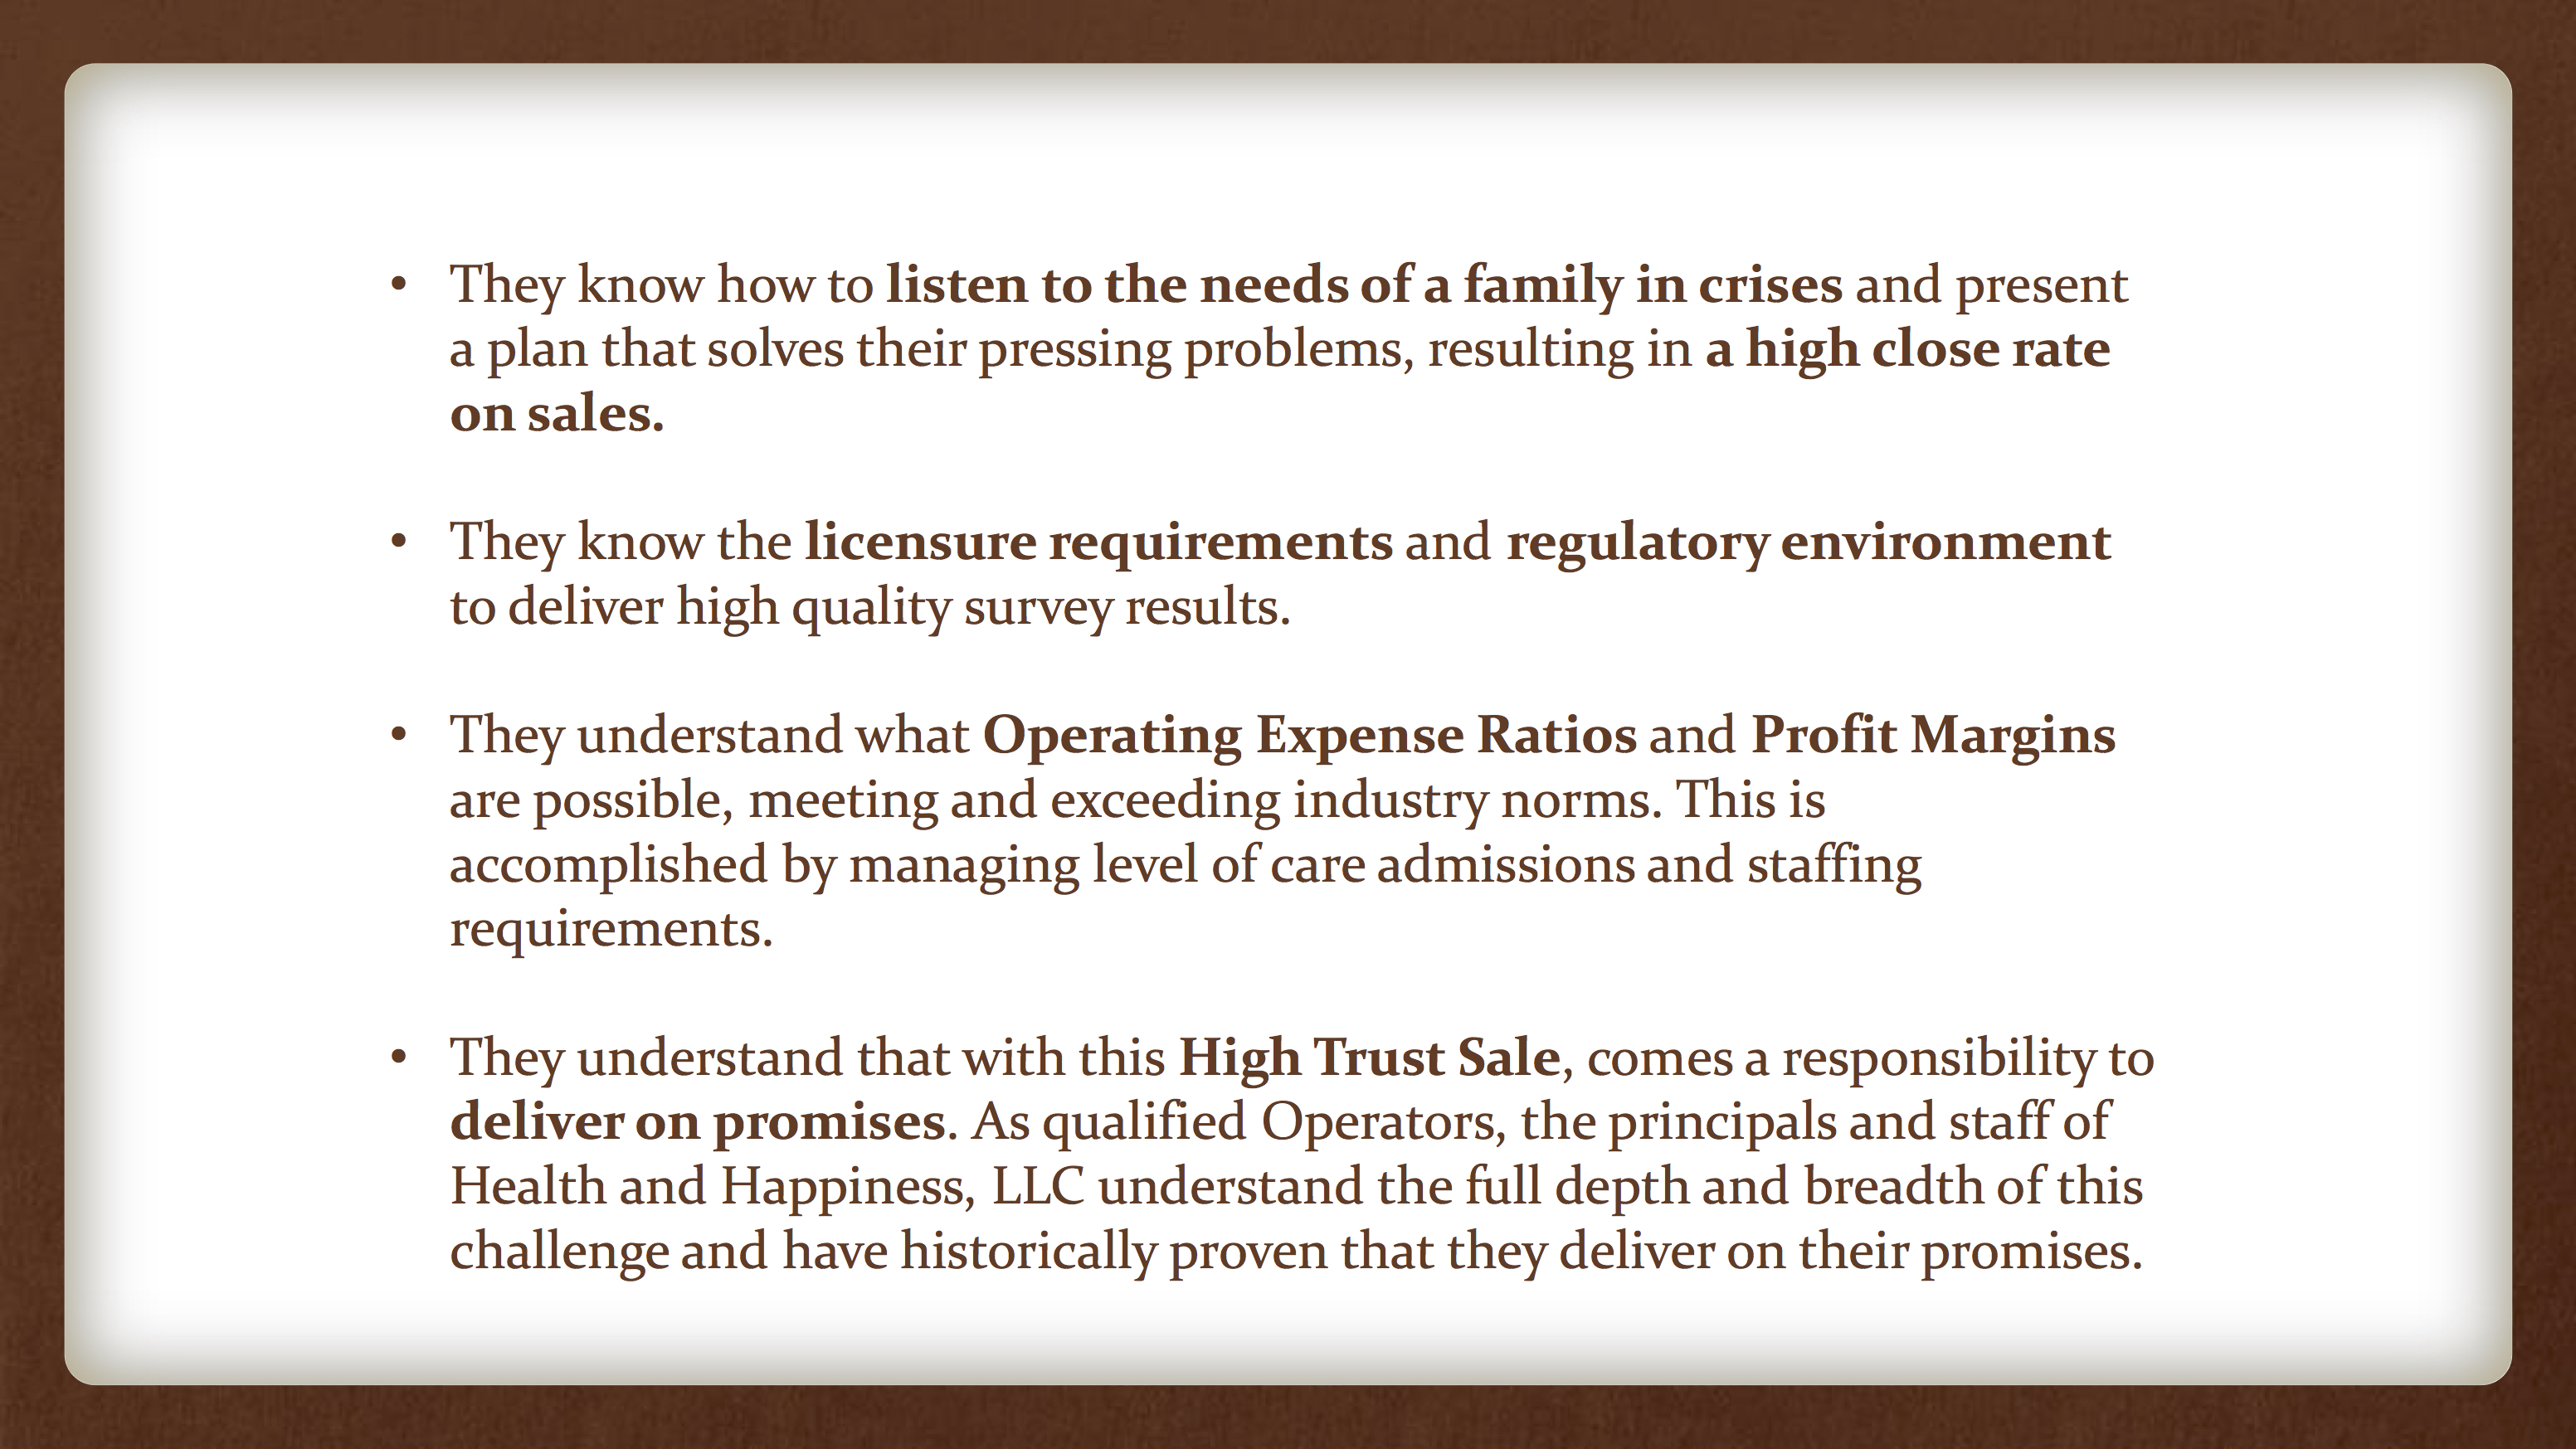 • They know how to listen to the needs of a family in crises and present
a plan that solves their pressing problems, resulting in a high close rate
on sales.
• They know the licensure requirements and regulatory environment
to deliver high quality survey results.
• They understand what Operating Expense Ratios and Profit Margins
are possible, meeting and exceeding industry norms. This is
accomplished by managing level of care admissions and staffing
requirements.
• They understand that with this High Trust Sale, comes a responsibility to
deliver on promises. As qualified Operators, the principals and staff of
Health and Happiness, LLC understand the full depth and breadth of this
challenge and have historically proven that they deliver on their promises.